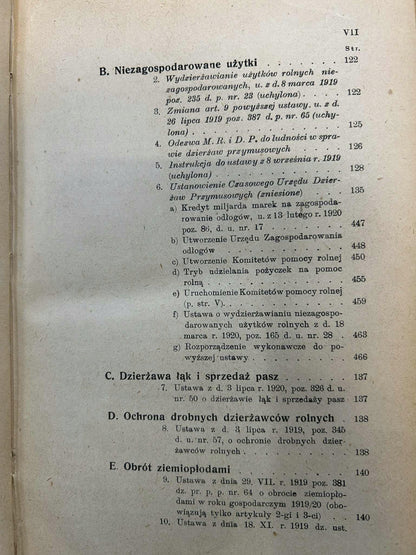 VII
Str.
B. Niezagospodarowane użytki . . . . . . . 122
2. Wydzierżawianie użytków rolnych nie-
zagospodarowanych, u. z d. 8 marca 1919
poz. 235 d. p. nr. 23 (uchylona) . . . . 122
3. Zmiana art. 9 powyższej ustawy, u. z d.
26 lipca 1919 poz. 387 d. p. nr. 65 (uchy-
lona) . . . . . . . . . . 125
4. Odezwa M. R. i D. P. do ludności w spra-
wie dzierżaw przymusowych . . . . 126
5. Instrukcja do ustawy z 8 września r. 1919
(uchylona) . . . . . . . . . 128
6. Ustanowienie Czasowego Urzędu Dzier-
żaw Przymusowych (zniesione) . . . 135
a) Kredyt miljarda marek na zagospoda-
rowanie odłogów, u. z 13 lutego r. 1920
poz. 86, d. u. nr. 17 . . . . . . 447
b) Utworzenie Urzędu Zagospodarowania
odłogów . . . . . . . . . 448
c) Utworzenie Komitetów pomocy rolnej 450
d) Tryb udzielania pożyczek na pomoc
rolną . . . . . . . . . . 455
e) Uruchomienie Komitetów pomocy rolnej
(p. str. V) . . . . . . . . . 459
f) Ustawa o wydzierżawianiu niezagospo-
darowanych użytków rolnych z d. 18
marca r. 1920, poz. 165 d. u. nr. 28 . 463
g) Rozporządzenie wykonawcze do po-
wyższej ustawy . . . . . . . 466
C. Dzierżawa łąk i sprzedaż pasz . . . . . 137
7. Ustawa z d. 3 lipca r. 1920, poz. 326 d. u.
nr. 50 o dzierżawie łąk i sprzedaży pasz 137
D. Ochrona drobnych dzierżawców rolnych . . 138
8. Ustawa z d. 3 lipca r. 1919, poz. 345
d. u. nr. 57, o ochronie drobnych dzier-
żawców rolnych . . . . . . . . 138
E. Obrót ziemiopłodami . . . . . . . . 140
9. Ustawa z dnia 29. VII. r. 1919 poz. 381
dz. pr. p. p. nr. 64 o obrocie ziemiopło-
dami w roku gospodarczym 1919/20 (obo-
wiązują tylko artykuły 2-gi i 3-ci) . . 140
10. Ustawa z dnia 18. XI. r. 1919 dz. ust.